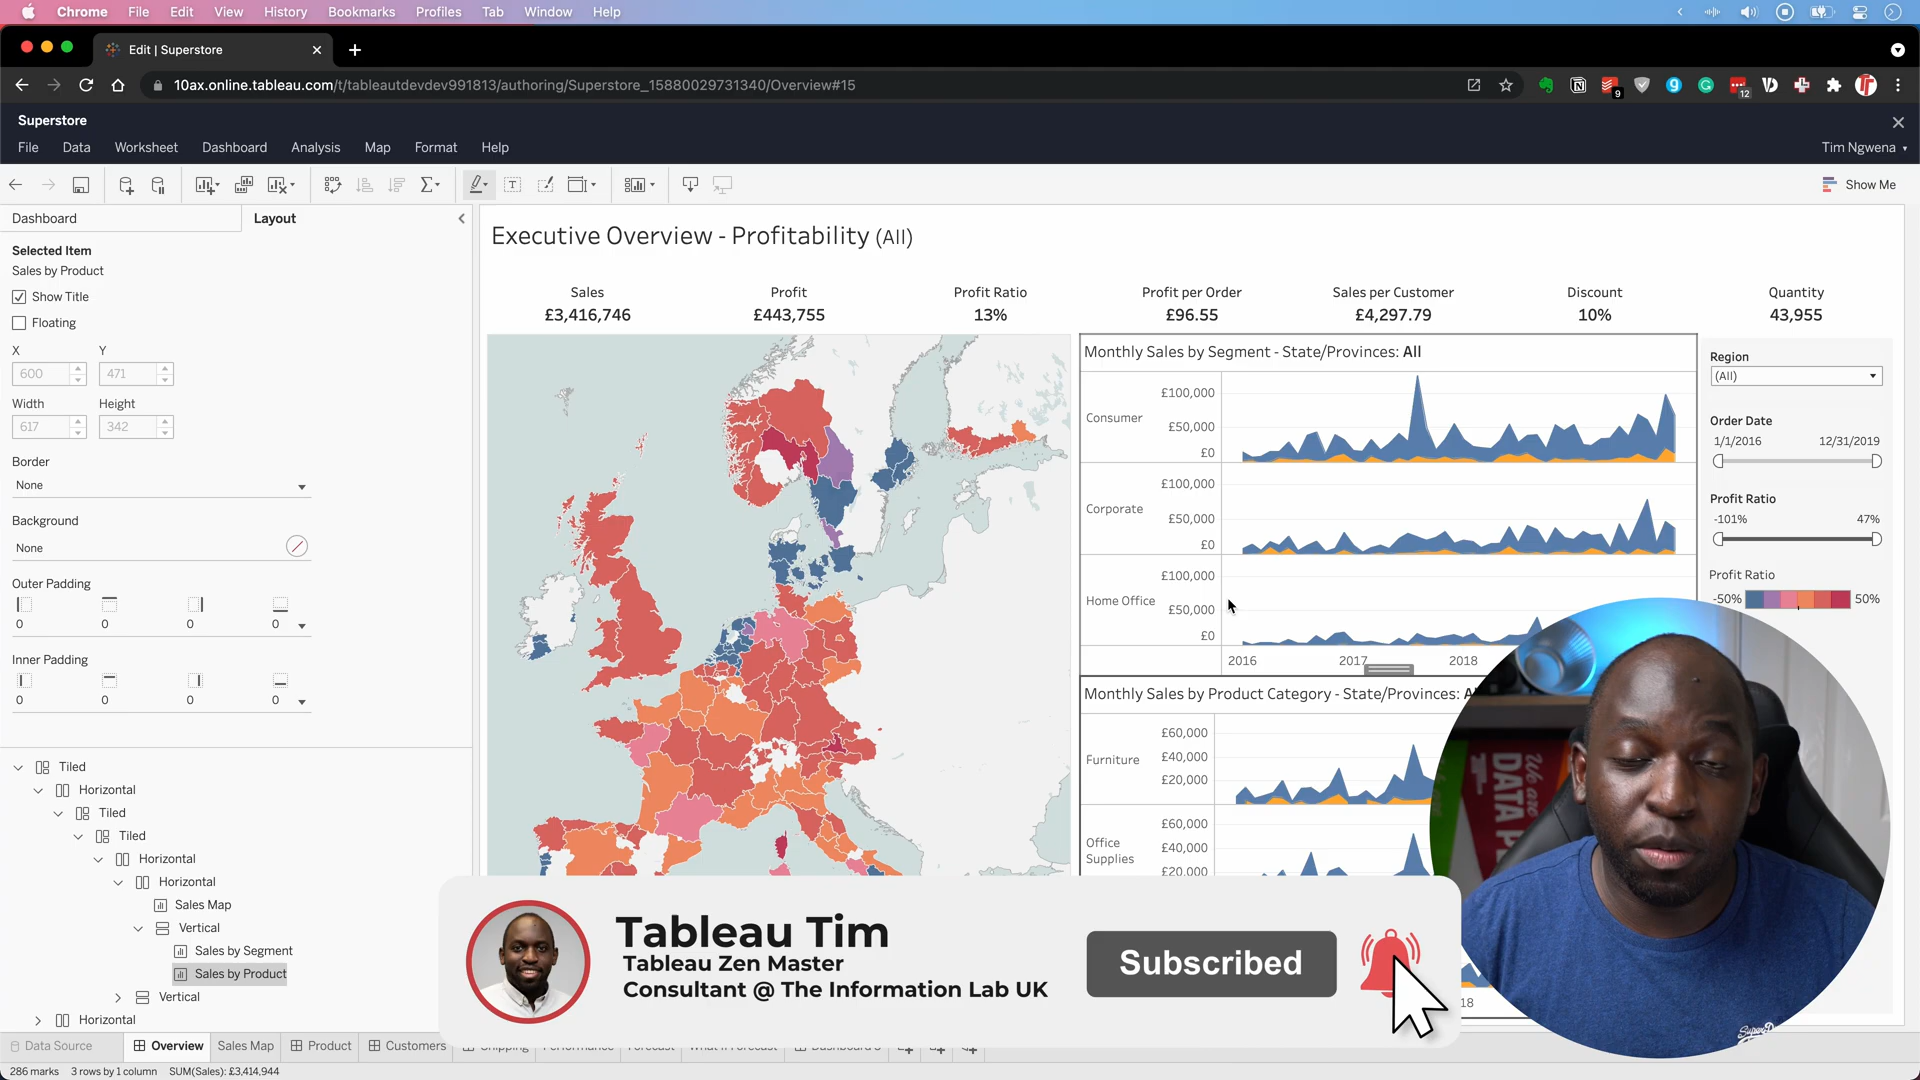 Chrome File Edit View History Bookmarks Profiles Tab Window Help
Edit | Superstore
10ax.online.tableau.com/t/tableautdevdev991813/authoring/Superstore_15880029731340/Overview#15
9
12
Superstore
File Data Worksheet Dashboard Analysis Map Format Help
Tim Ngwena
Show Me
Dashboard Layout
Selected Item
Sales by Product
Show Title
Floating
X Y
600 471
Width Height
617 342
Border
None
Background
None
Outer Padding
0 0 0 0
Inner Padding
0 0 0 0
Tiled
Horizontal
Tiled
Tiled
Horizontal
Horizontal
Sales Map
Vertical
Sales by Segment
Sales by Product
Vertical
Horizontal
Executive Overview - Profitability (All)
Sales Profit Profit Ratio Profit per Order Sales per Customer Discount Quantity
£3,416,746 £443,755 13% £96.55 £4,297.79 10% 43,955
Monthly Sales by Segment - State/Provinces: All
Consumer
£100,000
£50,000
£0
Corporate
£100,000
£50,000
£0
Home Office
£100,000
£50,000
£0
2016 2017 2018
Monthly Sales by Product Category - State/Provinces:
Furniture
£60,000
£40,000
£20,000
Office
Supplies
£60,000
£40,000
£20,000
18
Region
(All)
Order Date
1/1/2016 12/31/2019
Profit Ratio
-101% 47%
Profit Ratio
-50% 50%
We are
DATA
Tableau Tim
Tableau Zen Master
Consultant @ The Information Lab UK
Subscribed
Data Source Overview Sales Map Product Customers
286 marks 3 rows by 1 column SUM(Sales): £3,414,944